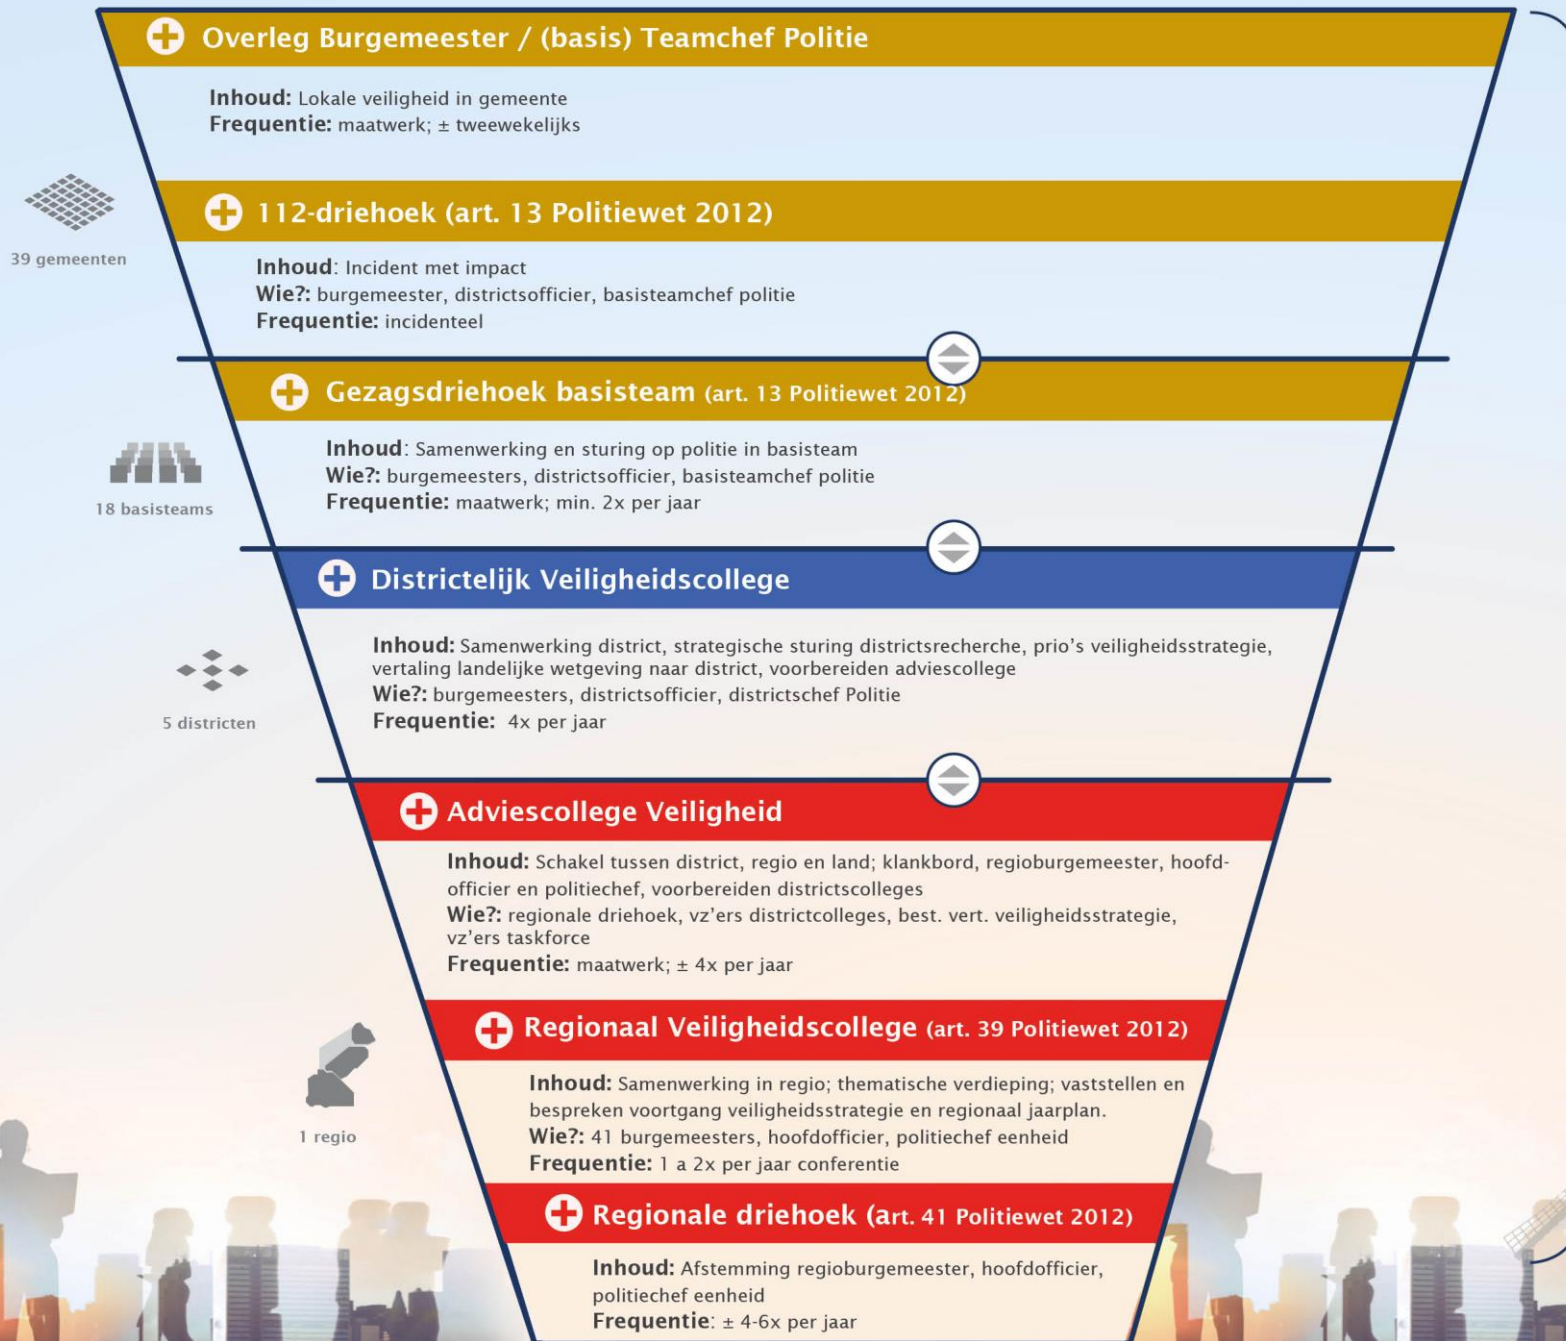 Overleg Burgemeester / (basis) Teamchef Politie
Inhoud: Lokale veiligheid in gemeente
Frequentie: maatwerk; ± tweewekelijks
112-driehoek (art. 13 Politiewet 2012)
39 gemeenten
Inhoud: Incident met impact
Wie?: burgemeester, districtsofficier, basisteamchef politie
Frequentie: incidenteel
Gezagsdriehoek basisteam (art. 13 Politiewet 2012)
Inhoud: Samenwerking en sturing op politie in basisteam
Wie?: burgemeesters, districtsofficier, basisteamchef politie
Frequentie: maatwerk; min. 2x per jaar
18 basisteams
Districtelijk Veiligheidscollege
Inhoud: Samenwerking district, strategische sturing districtsrecherche, prio's veiligheidsstrategie,
vertaling landelijke wetgeving naar district, voorbereiden adviescollege
Wie?: burgemeesters, districtsofficier, districtschef Politie
Frequentie: 4x per jaar
5 districten
Adviescollege Veiligheid
Inhoud: Schakel tussen district, regio en land; klankbord, regioburgemeester, hoofd-
officier en politiechef, voorbereiden districtscolleges
Wie?: regionale driehoek, vz'ers districtcolleges, best. vert. veiligheidsstrategie,
vz'ers taskforce
Frequentie: maatwerk; ± 4x per jaar
Regionaal Veiligheidscollege (art. 39 Politiewet 2012)
Inhoud: Samenwerking in regio; thematische verdieping; vaststellen en
bespreken voortgang veiligheidsstrategie en regionaal jaarplan.
Wie?: 41 burgemeesters, hoofdofficier, politiechef eenheid
Frequentie: 1 a 2x per jaar conferentie
1 regio
Regionale driehoek (art. 41 Politiewet 2012)
Inhoud: Afstemming regioburgemeester, hoofdofficier,
politiechef eenheid
Frequentie: ± 4-6x per jaar